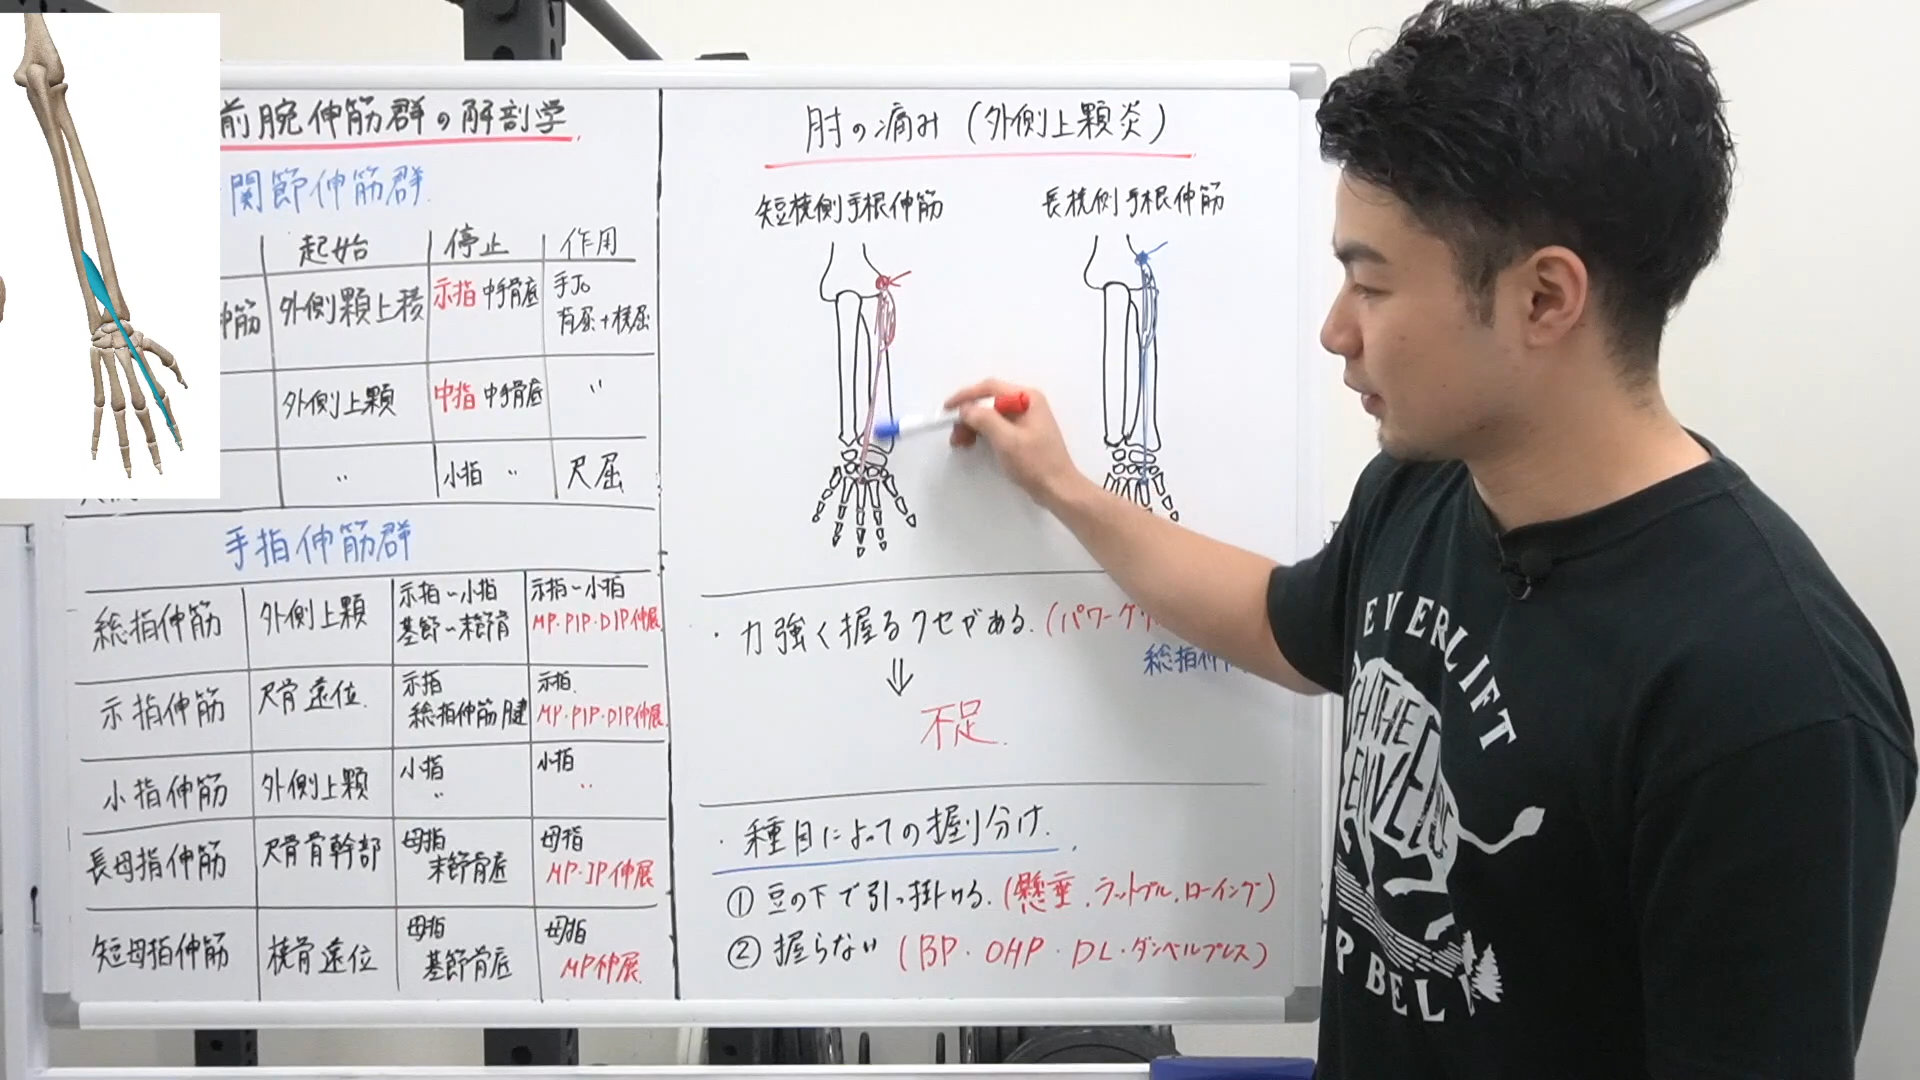 前腕伸筋群の解剖学
関節伸筋群
起始 停止 作用
伸筋 外側顆上稜 示指 中手骨底 手Jo 背屈+橈屈
外側上顆 中指 中手骨底 〃
〃 小指 〃 尺屈
手指伸筋群
総指伸筋 外側上顆 示指~小指 基節~末節骨 示指~小指 MP・PIP・DIP伸展
示指伸筋 尺骨遠位 示指 総指伸筋腱 示指 MP・PIP・DIP伸展
小指伸筋 外側上顆 小指 〃 小指 〃
長母指伸筋 尺骨骨幹部 母指 末節骨底 母指 MP・IP伸展
短母指伸筋 橈骨遠位 母指 基節骨底 母指 MP伸展
肘の痛み(外側上顆炎)
短橈側手根伸筋
長橈側手根伸筋
・力強く握るクセがある。(パワーグリ
総指伸
⇓
不足
・種目によっての握り分け
① 豆の下で引っ掛ける。(懸垂、ラットプル、ローイング)
② 握らない (BP・OHP・DL・ダンベルプレス)
EVERLIFT